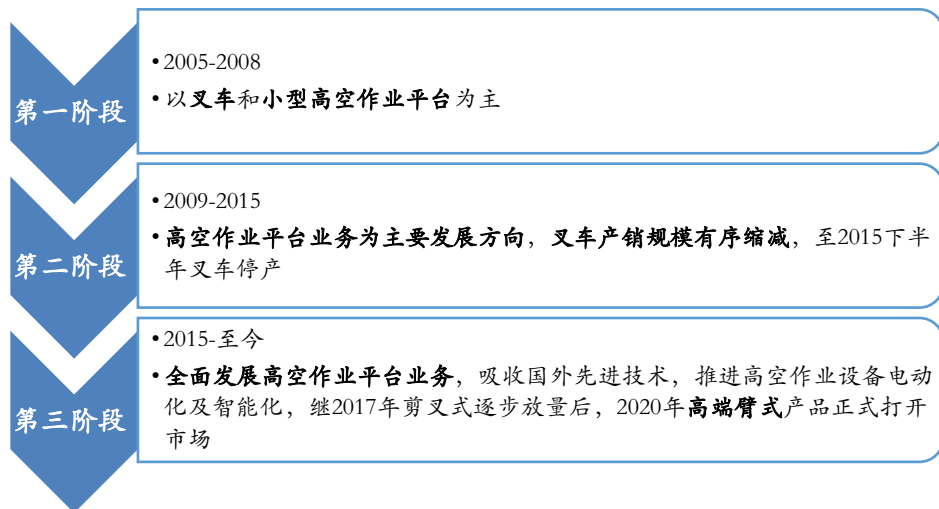 第一阶段
•2005-2008
•以叉车和小型高空作业平台为主
第二阶段
•2009-2015
•高空作业平台业务为主要发展方向，叉车产销规模有序缩减，至2015下半
年叉车停产
第三阶段
•2015-至今
•全面发展高空作业平台业务，吸收国外先进技术，推进高空作业设备电动
化及智能化，继2017年剪叉式逐步放量后，2020年高端臂式产品正式打开
市场